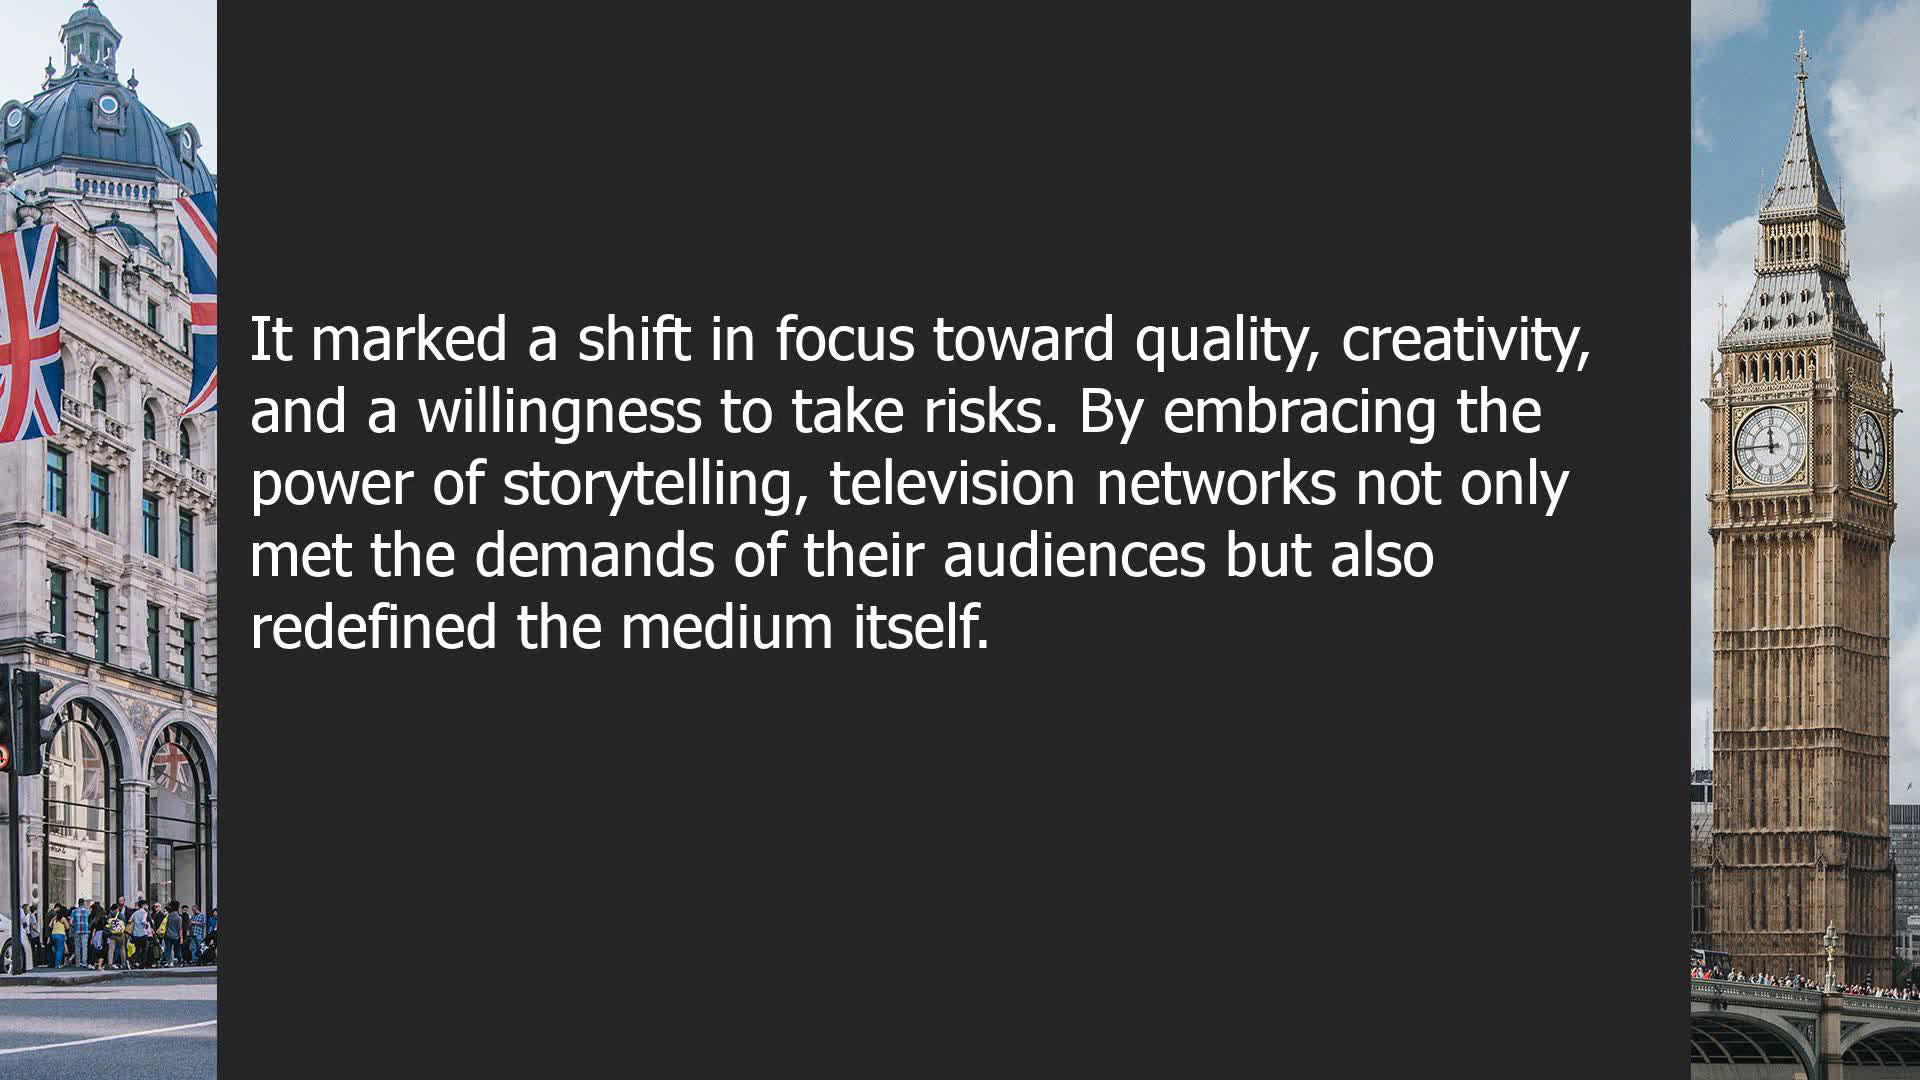 It marked a shift in focus toward quality, creativity,
and a willingness to take risks. By embracing the
power of storytelling, television networks not only
met the demands of their audiences but also
redefined the medium itself.